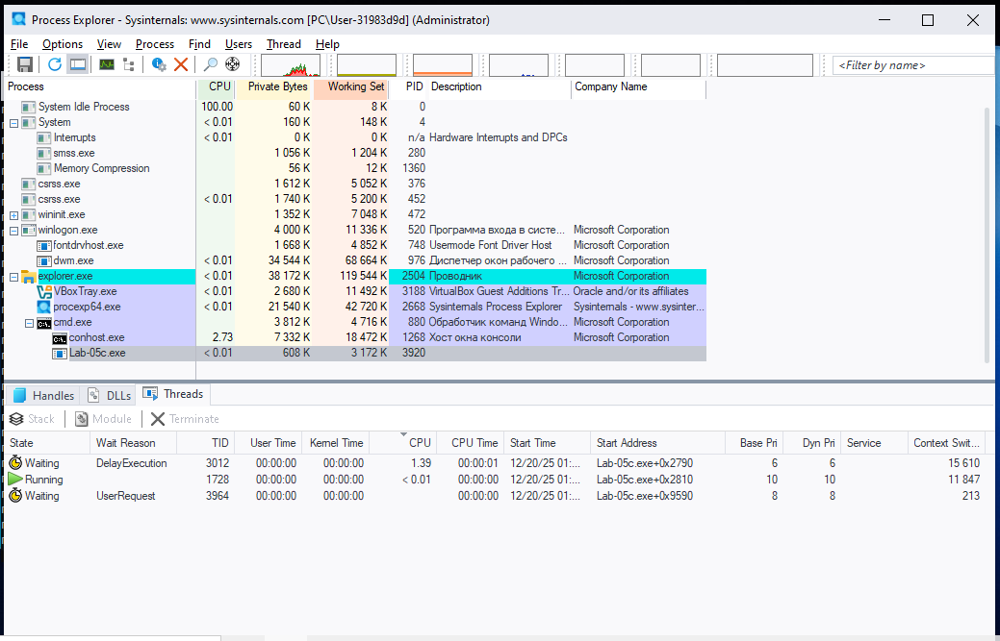 Process Explorer - Sysinternals: www.sysinternals.com [PC\User-31983d9d] (Administrator)
File Options View Process Find Users Thread Help
<Filter by name>
Process CPU Private Bytes Working Set PID Description Company Name
System Idle Process 100.00 60 K 8 K 0
System < 0.01 160 K 148 K 4
Interrupts < 0.01 0 K 0 K n/a Hardware Interrupts and DPCs
smss.exe 1 056 K 1 204 K 280
Memory Compression 56 K 12 K 1360
csrss.exe 1 612 K 5 052 K 376
csrss.exe < 0.01 1 740 K 5 200 K 452
wininit.exe 1 352 K 7 048 K 472
winlogon.exe 4 000 K 11 336 K 520 Программа входа в систе... Microsoft Corporation
fontdrvhost.exe 1 668 K 4 852 K 748 Usermode Font Driver Host Microsoft Corporation
dwm.exe < 0.01 34 544 K 68 664 K 976 Диспетчер окон рабочего ... Microsoft Corporation
explorer.exe < 0.01 38 172 K 119 544 K 2504 Проводник Microsoft Corporation
VBoxTray.exe < 0.01 2 680 K 11 492 K 3188 VirtualBox Guest Additions Tr... Oracle and/or its affiliates
procexp64.exe < 0.01 21 540 K 42 720 K 2668 Sysinternals Process Explorer Sysinternals - www.sysinter...
cmd.exe 3 812 K 4 716 K 880 Обработчик команд Windo... Microsoft Corporation
conhost.exe 2.73 7 332 K 18 472 K 1268 Хост окна консоли Microsoft Corporation
Lab-05c.exe < 0.01 608 K 3 172 K 3920
Handles DLLs Threads
Stack Module Terminate
State Wait Reason TID User Time Kernel Time CPU CPU Time Start Time Start Address Base Pri Dyn Pri Service Context Swit...
Waiting DelayExecution 3012 00:00:00 00:00:00 1.39 00:00:01 12/20/25 01:... Lab-05c.exe+0x2790 6 6 15 610
Running 1728 00:00:00 00:00:00 < 0.01 00:00:00 12/20/25 01:... Lab-05c.exe+0x2810 10 10 11 847
Waiting UserRequest 3964 00:00:00 00:00:00 00:00:00 12/20/25 01:... Lab-05c.exe+0x9590 8 8 213